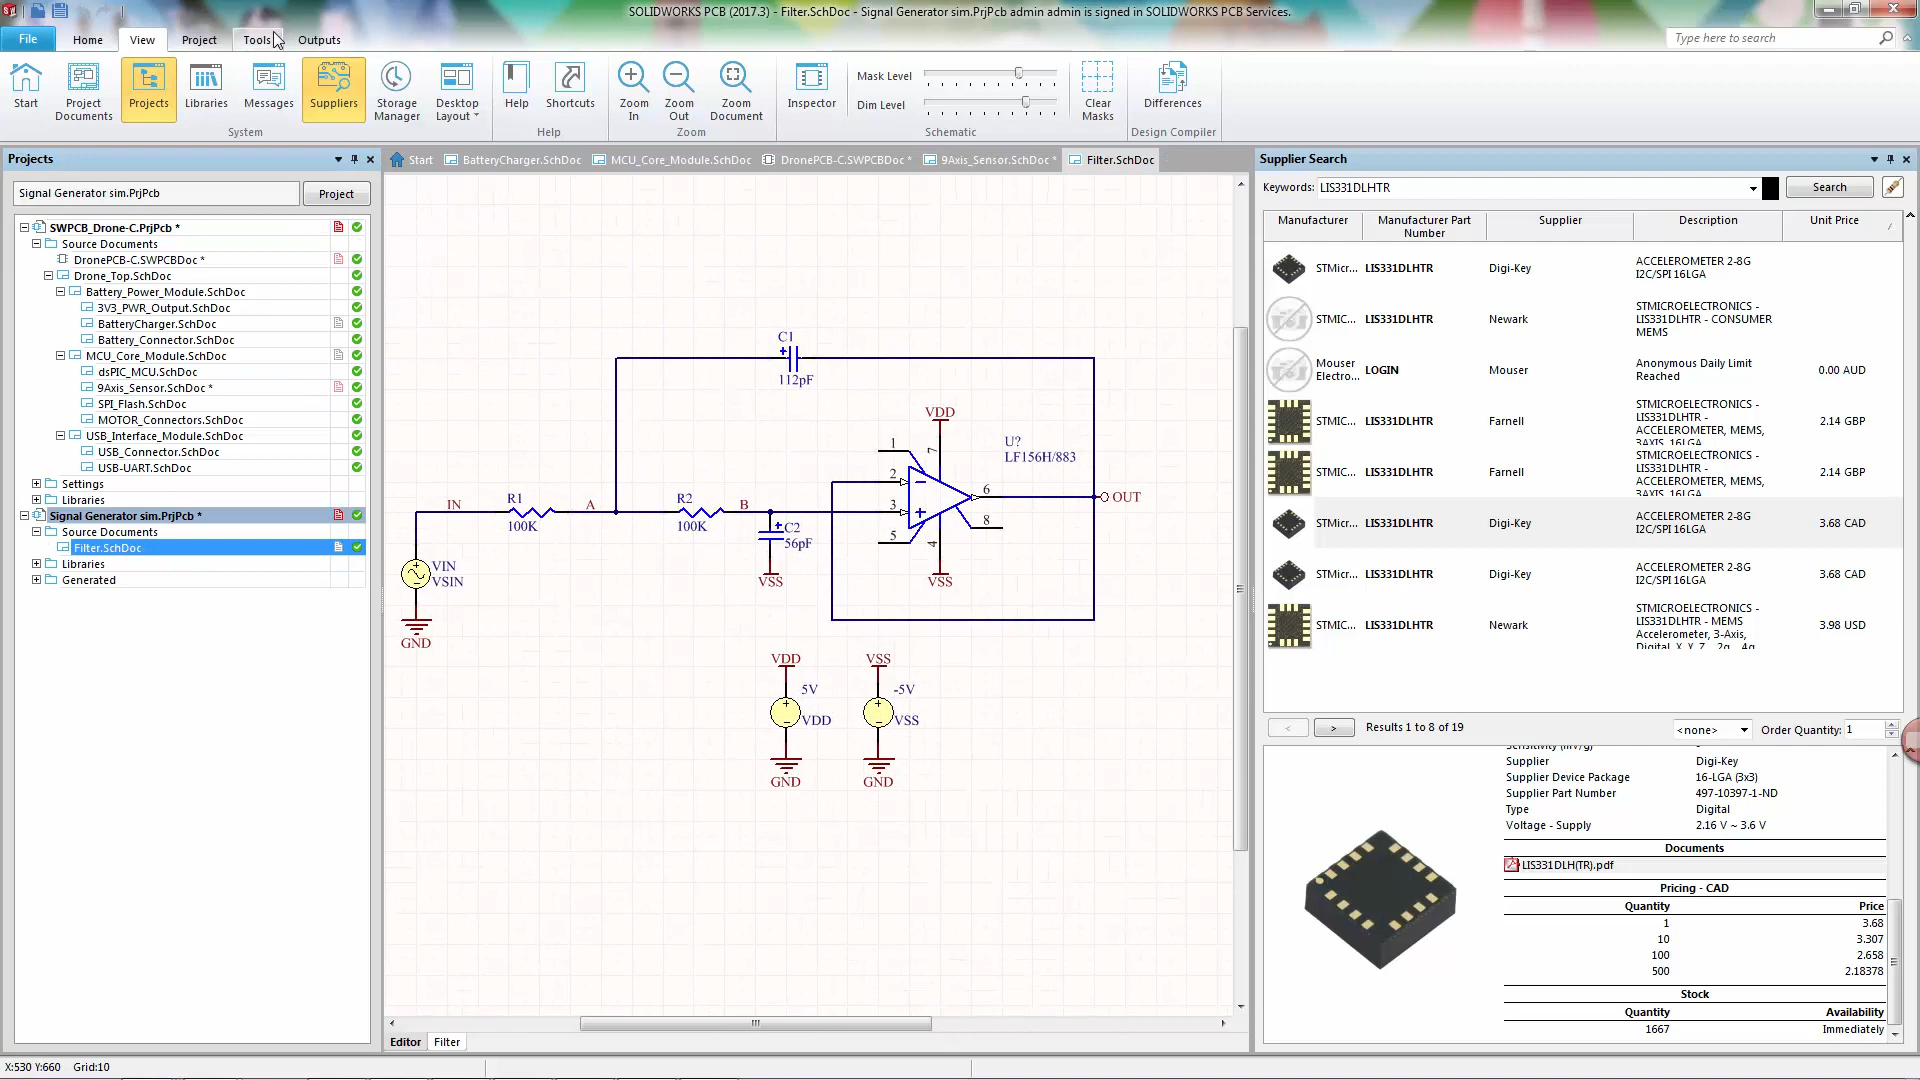 SOLIDWORKS PCB (2017.3) - Filter.SchDoc - Signal Generator sim.PrjPcb admin admin is signed in SOLIDWORKS PCB Services.
File Home View Project Tools Outputs
Type here to search
Start
Project Documents
Projects
Libraries
Messages
Suppliers
Storage Manager
Desktop Layout
System
Help
Shortcuts
Help
Zoom In
Zoom Out
Zoom Document
Zoom
Inspector
Mask Level
Dim Level
Clear Masks
Schematic
Differences
Design Compiler
Projects
Signal Generator sim.PrjPcb
Project
SWPCB_Drone-C.PrjPcb *
Source Documents
DronePCB-C.SWPCBDoc *
Drone_Top.SchDoc
Battery_Power_Module.SchDoc
3V3_PWR_Output.SchDoc
BatteryCharger.SchDoc
Battery_Connector.SchDoc
MCU_Core_Module.SchDoc
dsPIC_MCU.SchDoc
9Axis_Sensor.SchDoc *
SPI_Flash.SchDoc
MOTOR_Connectors.SchDoc
USB_Interface_Module.SchDoc
USB_Connector.SchDoc
USB-UART.SchDoc
Settings
Libraries
Signal Generator sim.PrjPcb *
Source Documents
Filter.SchDoc
Libraries
Generated
Start BatteryCharger.SchDoc MCU_Core_Module.SchDoc DronePCB-C.SWPCBDoc * 9Axis_Sensor.SchDoc * Filter.SchDoc
C1
112pF
VDD
U?
LF156H/883
1
7
2
6
OUT
3
8
5
4
VSS
IN
R1
100K
A
R2
100K
B
C2
56pF
VSS
VIN
VSIN
GND
VDD
5V
VDD
GND
VSS
-5V
VSS
GND
Editor Filter
Supplier Search
Keywords: LIS331DLHTR
Search
Manufacturer Manufacturer Part Number Supplier Description Unit Price
STMicr... LIS331DLHTR Digi-Key ACCELEROMETER 2-8G I2C/SPI 16LGA
STMIC... LIS331DLHTR Newark STMICROELECTRONICS - LIS331DLHTR - CONSUMER MEMS
Mouser Electro... LOGIN Mouser Anonymous Daily Limit Reached 0.00 AUD
STMIC... LIS331DLHTR Farnell STMICROELECTRONICS - LIS331DLHTR - ACCELEROMETER, MEMS, 3AXIS, 16LGA 2.14 GBP
STMIC... LIS331DLHTR Farnell STMICROELECTRONICS - LIS331DLHTR - ACCELEROMETER, MEMS, 3AXIS, 16LGA 2.14 GBP
STMicr... LIS331DLHTR Digi-Key ACCELEROMETER 2-8G I2C/SPI 16LGA 3.68 CAD
STMicr... LIS331DLHTR Digi-Key ACCELEROMETER 2-8G I2C/SPI 16LGA 3.68 CAD
STMIC... LIS331DLHTR Newark STMICROELECTRONICS - LIS331DLHTR - MEMS Accelerometer, 3-Axis, Digital, X, Y, Z 3.98 USD
< > Results 1 to 8 of 19 <none> Order Quantity: 1
Sensitivity (mV/g) -
Supplier Digi-Key
Supplier Device Package 16-LGA (3x3)
Supplier Part Number 497-10397-1-ND
Type Digital
Voltage - Supply 2.16 V ~ 3.6 V
Documents
LIS331DLH(TR).pdf
Pricing - CAD
Quantity Price
1 3.68
10 3.307
100 2.658
500 2.18378
Stock
Quantity Availability
1667 Immediately
X:530 Y:660 Grid:10